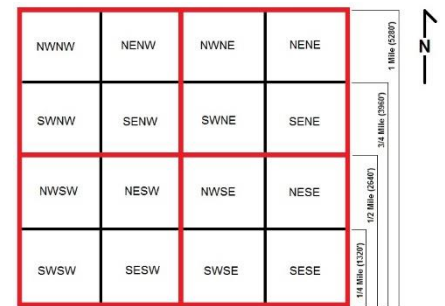 NWNW NENW NWNE NENE
SWNW SENW SWNE SENE
NWSW NESW NWSE NESE
SWSW SESW SWSE SESE
1/4 Mile (1320')
1/2 Mile (2640')
3/4 Mile (3960')
1 Mile (5280')
N